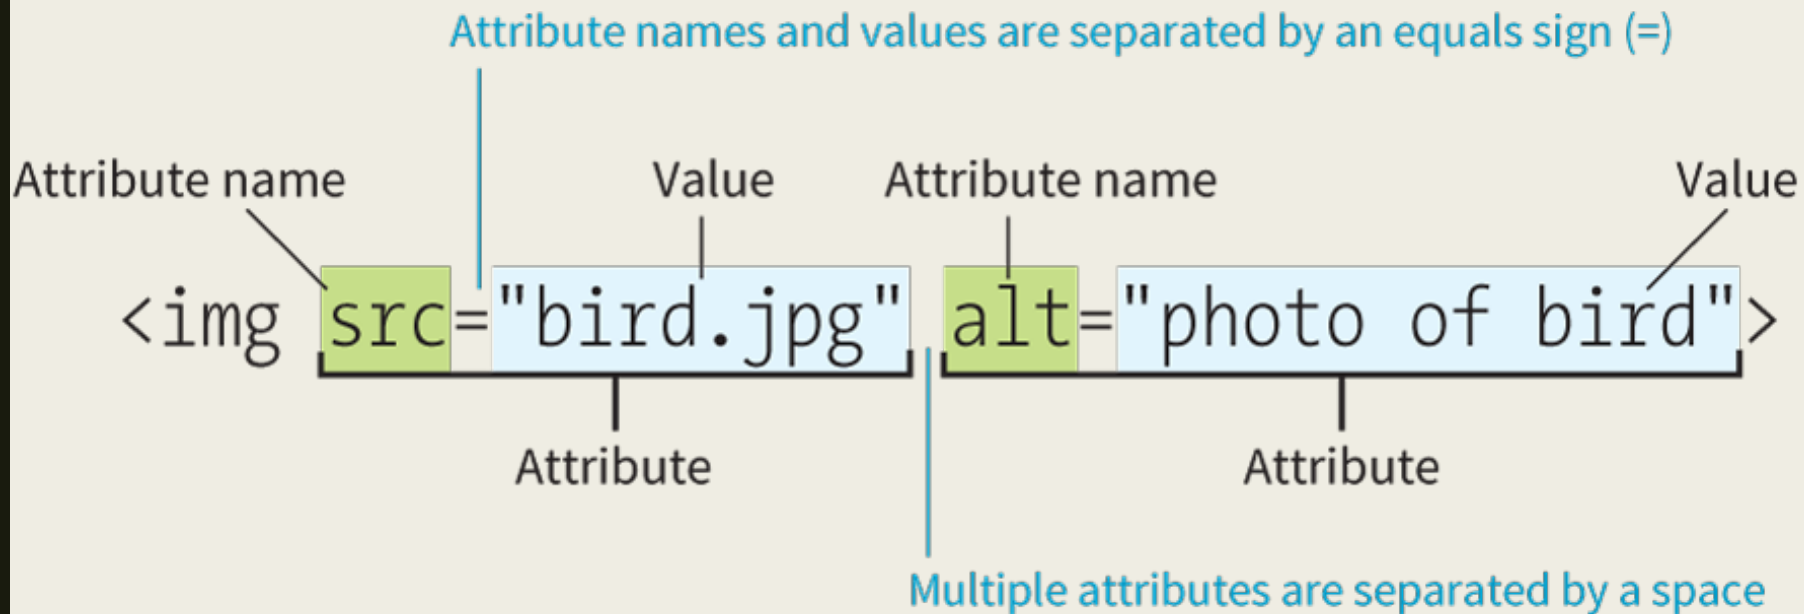 Attribute names and values are separated by an equals sign (=)
Attribute name Value Attribute name Value
<img src="bird.jpg" alt="photo of bird">
Attribute Attribute
Multiple attributes are separated by a space